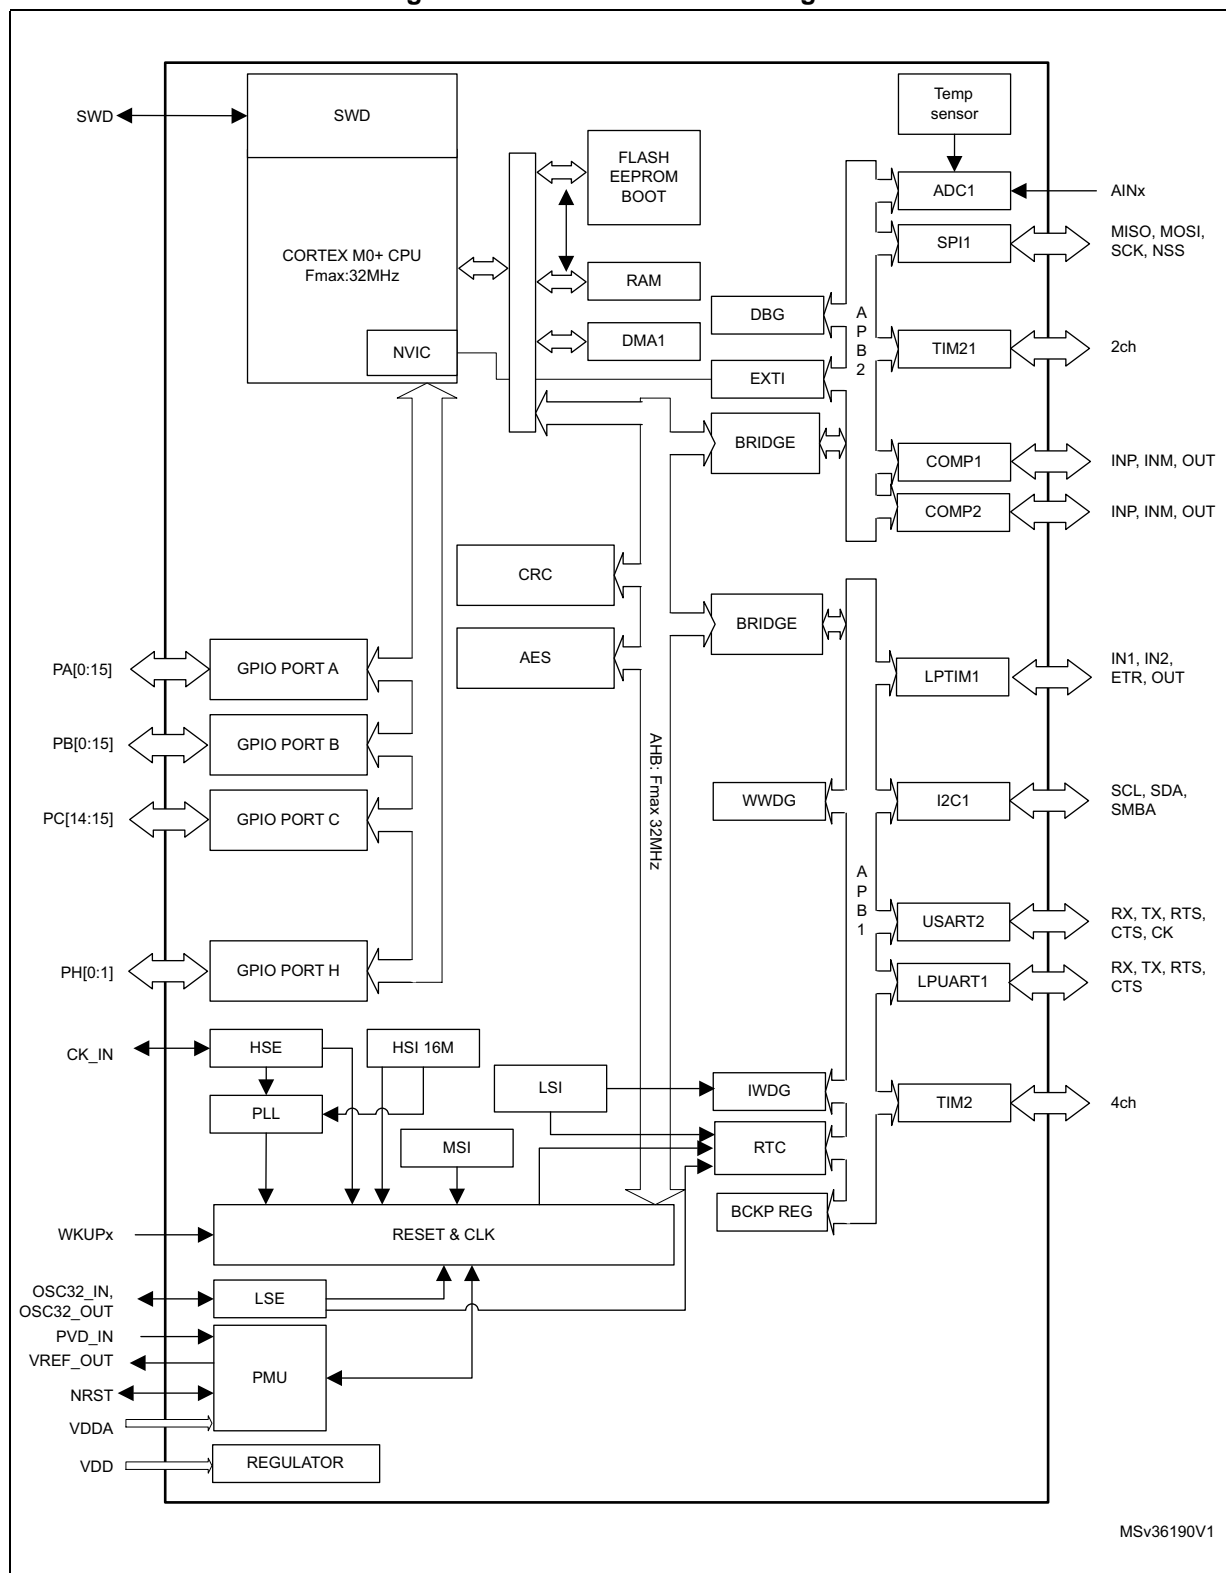 SWD
SWD
CORTEX M0+ CPU
Fmax:32MHz
NVIC
FLASH
EEPROM
BOOT
RAM
DMA1
Temp
sensor
ADC1
AINx
SPI1
MISO, MOSI,
SCK, NSS
DBG
EXTI
BRIDGE
APB2
TIM21
2ch
COMP1
INP, INM, OUT
COMP2
INP, INM, OUT
CRC
AES
BRIDGE
AHB: Fmax 32MHz
PA[0:15]
GPIO PORT A
PB[0:15]
GPIO PORT B
PC[14:15]
GPIO PORT C
PH[0:1]
GPIO PORT H
LPTIM1
IN1, IN2,
ETR, OUT
WWDG
I2C1
SCL, SDA,
SMBA
APB1
USART2
RX, TX, RTS,
CTS, CK
LPUART1
RX, TX, RTS,
CTS
CK_IN
HSE
HSI 16M
PLL
MSI
LSI
IWDG
RTC
BCKP REG
TIM2
4ch
WKUPx
RESET & CLK
OSC32_IN,
OSC32_OUT
LSE
PVD_IN
VREF_OUT
NRST
VDDA
PMU
VDD
REGULATOR
MSv36190V1